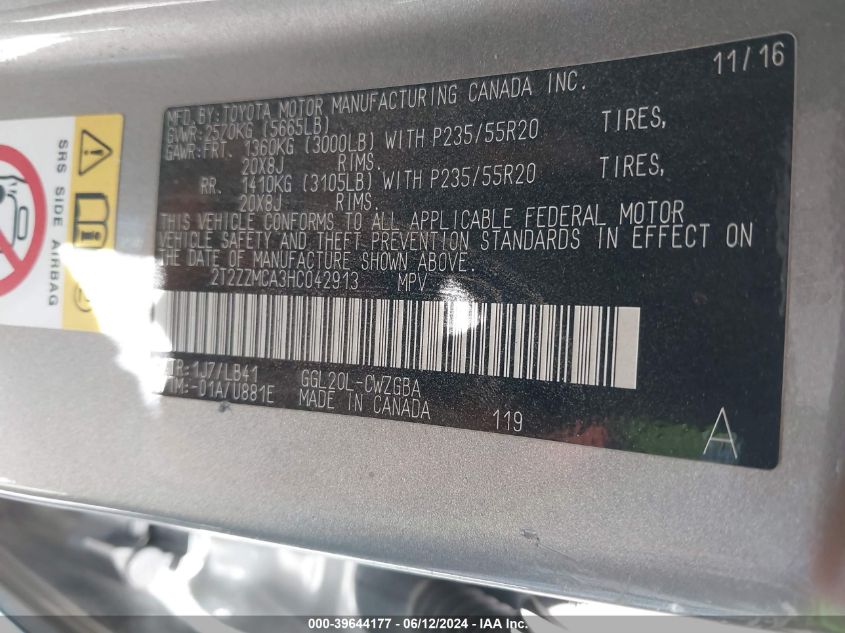 11/16
MFD. BY: TOYOTA MOTOR MANUFACTURING CANADA INC.
GVWR: 2570KG (5665LB)
GAWR: FRT. 1360KG (3000LB) WITH P235/55R20 TIRES,
20X8J RIMS.
RR. 1410KG (3105LB) WITH P235/55R20 TIRES,
20X8J RIMS.
THIS VEHICLE CONFORMS TO ALL APPLICABLE FEDERAL MOTOR
VEHICLE SAFETY AND THEFT PREVENTION STANDARDS IN EFFECT ON
THE DATE OF MANUFACTURE SHOWN ABOVE.
2T2ZZMCA3HC042913 MPV
C/TR: 1J7/LB41 GGL20L-CWZGBA
A/TM: -01A/U881E MADE IN CANADA 119
A
SRS SIDE AIRBAG
000-39644177 - 06/12/2024 - IAA Inc.